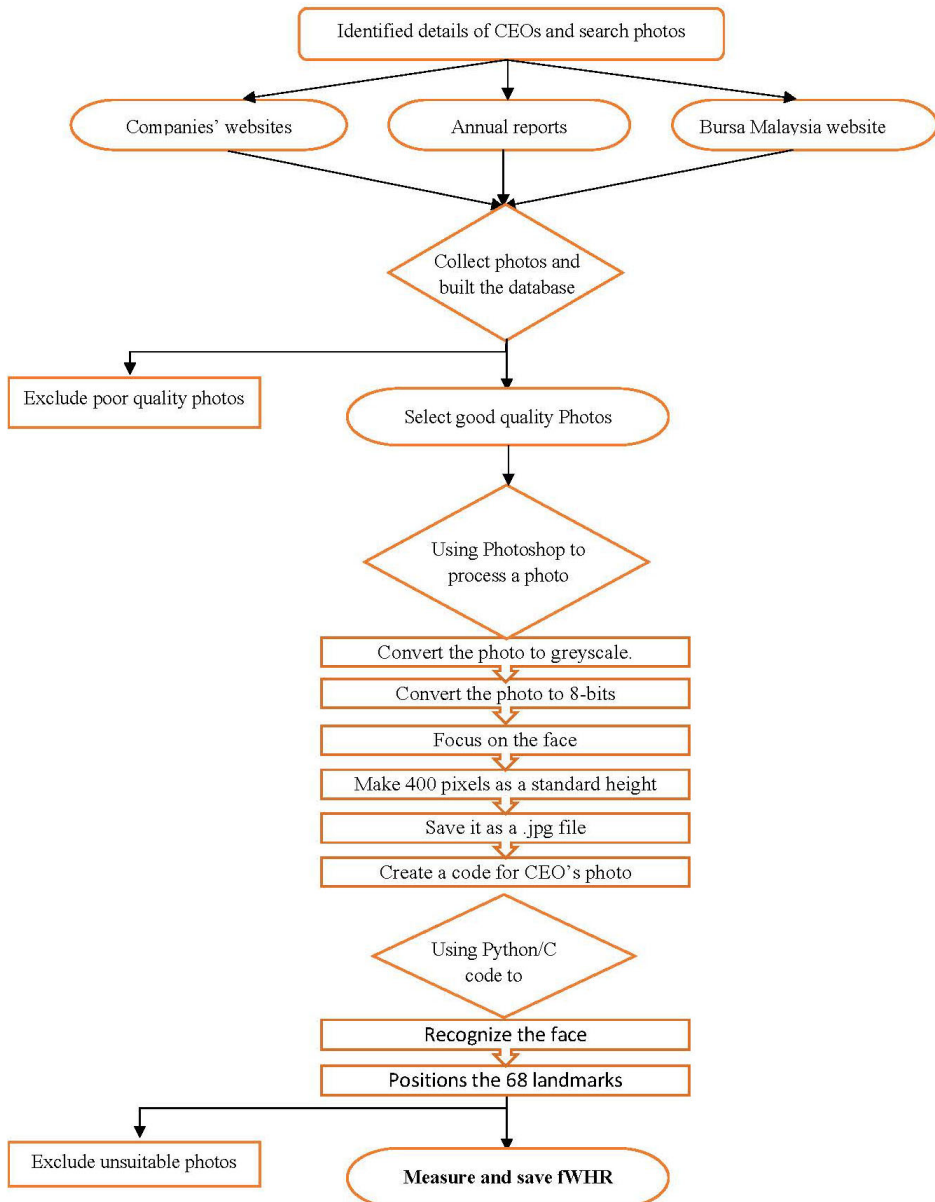 Identified details of CEOs and search photos
Companies’ websites
Annual reports
Bursa Malaysia website
Collect photos and
built the database
Exclude poor quality photos
Select good quality Photos
Using Photoshop to
process a photo
Convert the photo to greyscale.
Convert the photo to 8-bits
Focus on the face
Make 400 pixels as a standard height
Save it as a .jpg file
Create a code for CEO’s photo
Using Python/C
code to
Recognize the face
Positions the 68 landmarks
Exclude unsuitable photos
Measure and save fWHR